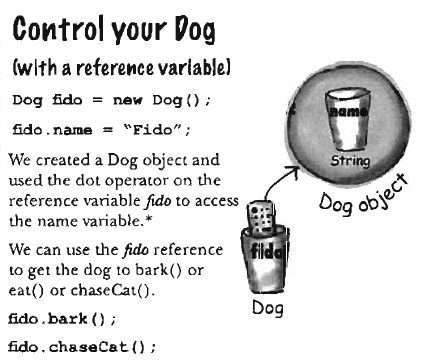 Control your Dog
(with a reference variable)
Dog fido = new Dog();
fido.name = “Fido”;
We created a Dog object and
used the dot operator on the
reference variable fido to access
the name variable.*
We can use the fido reference
to get the dog to bark() or
eat() or chaseCat().
fido.bark();
fido.chaseCat();
name
String
Dog object
fido
Dog